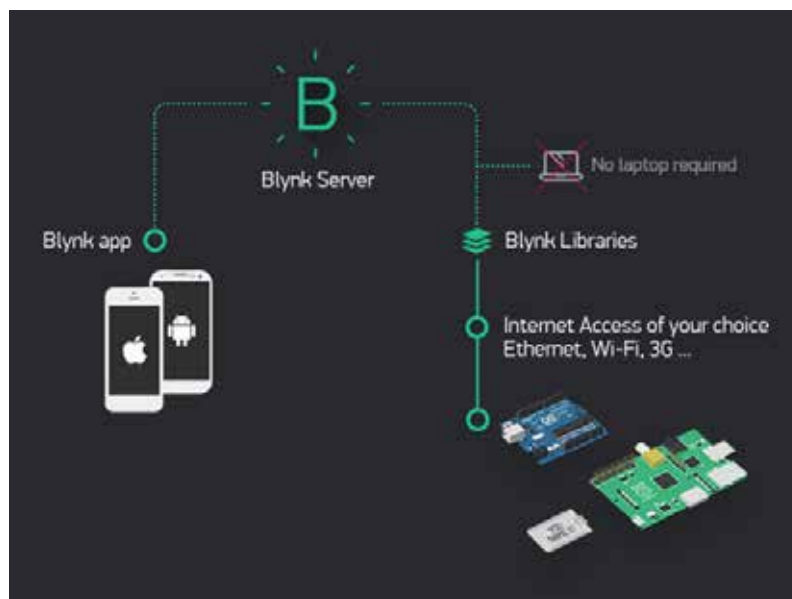 B
Blynk Server
No laptop required
Blynk app
Blynk Libraries
Internet Access of your choice
Ethernet, Wi-Fi, 3G ...